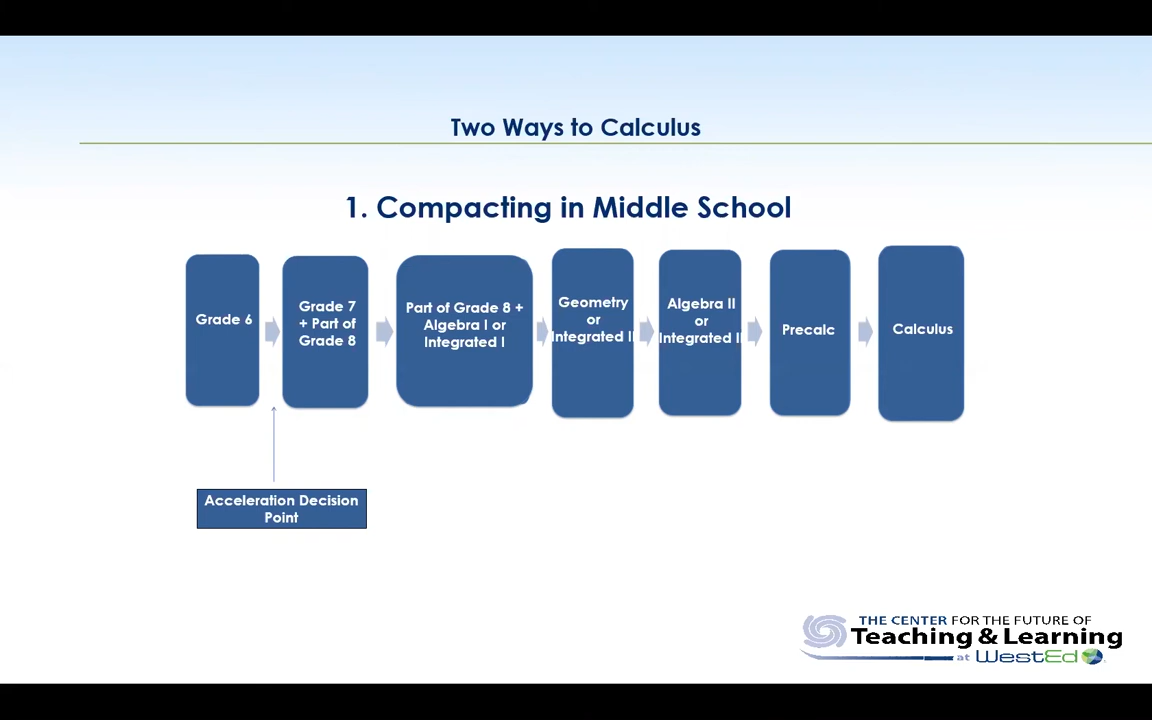 Two Ways to Calculus
1. Compacting in Middle School
Grade 6
Grade 7
+ Part of
Grade 8
Part of Grade 8 +
Algebra I or
Integrated I
Geometry
or
Integrated II
Algebra II
or
Integrated II
Precalc
Calculus
Acceleration Decision
Point
THE CENTER FOR THE FUTURE OF
Teaching & Learning
at WestEd